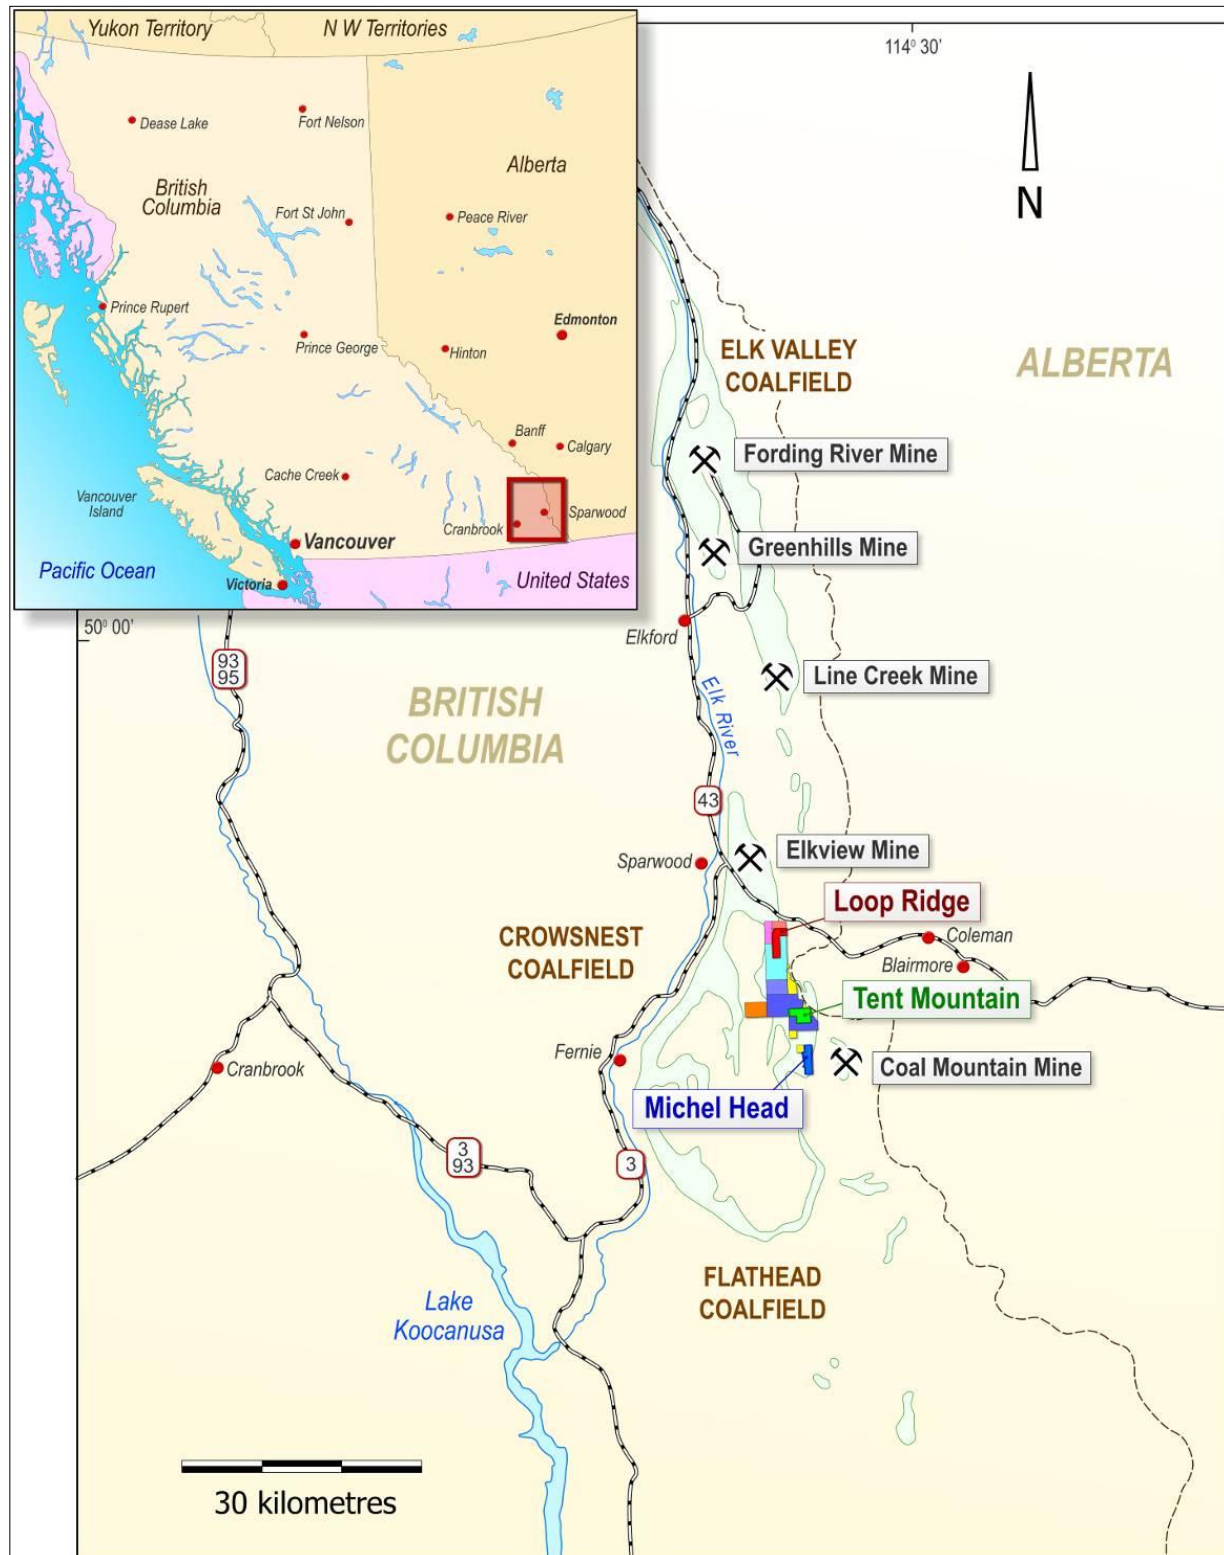 Yukon Territory
N W Territories
Dease Lake
Fort Nelson
British
Columbia
Alberta
Fort St John
Peace River
Prince Rupert
Prince George
Hinton
Edmonton
Banff
Calgary
Cache Creek
Vancouver
Island
Cranbrook
Sparwood
Vancouver
Pacific Ocean
Victoria
United States
114° 30'
N
ELK VALLEY
COALFIELD
ALBERTA
Fording River Mine
Greenhills Mine
50° 00'
Elkford
93
95
Line Creek Mine
Elk River
BRITISH
COLUMBIA
43
Sparwood
Elkview Mine
Loop Ridge
CROWSNEST
COALFIELD
Coleman
Blairmore
Tent Mountain
Fernie
Cranbrook
Coal Mountain Mine
Michel Head
3
93
3
FLATHEAD
COALFIELD
Lake
Koocanusa
30 kilometres